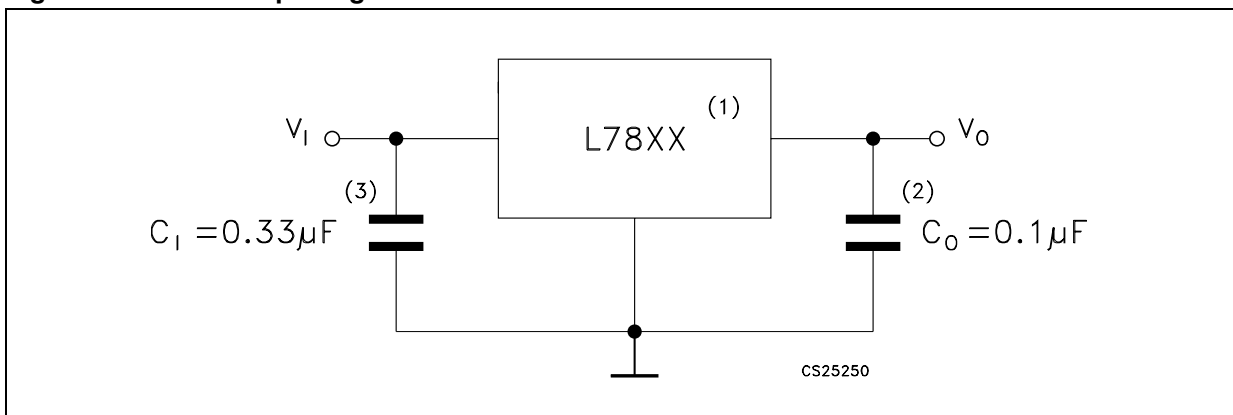 (1)
V_I
L78XX
V_O
(3)
(2)
C_I =0.33µF
C_O =0.1µF
CS25250